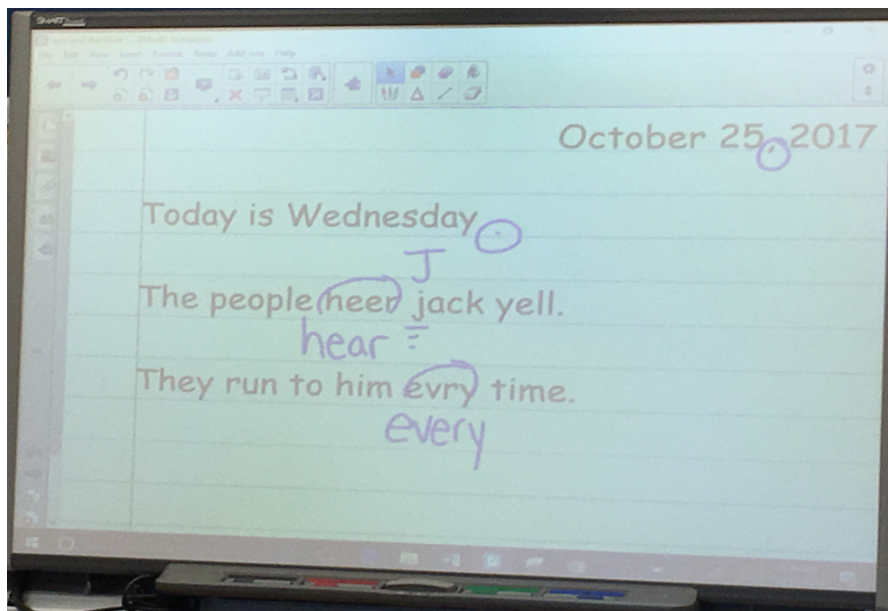 SMART
October 25, 2017
Today is Wednesday.
J
The people heer jack yell.
hear
They run to him evry time.
every